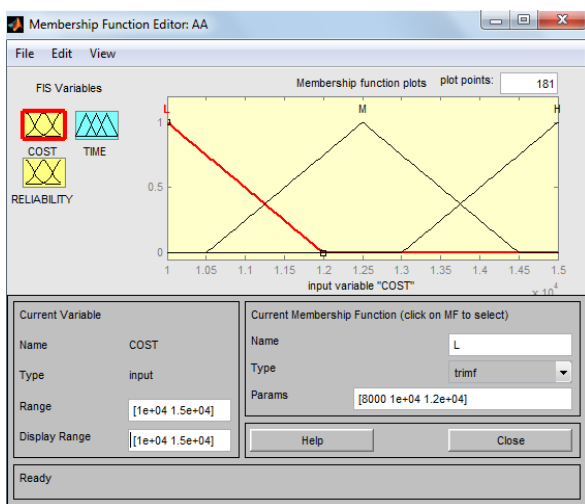 Membership Function Editor: AA
File Edit View
FIS Variables
COST TIME
RELIABILITY
Membership function plots plot points: 181
L M H
1
0.5
0
1 1.05 1.1 1.15 1.2 1.25 1.3 1.35 1.4 1.45 1.5
input variable "COST"
x 10^4
Current Variable
Name COST
Type input
Range [1e+04 1.5e+04]
Display Range [1e+04 1.5e+04]
Current Membership Function (click on MF to select)
Name L
Type trimf
Params [8000 1e+04 1.2e+04]
Help Close
Ready